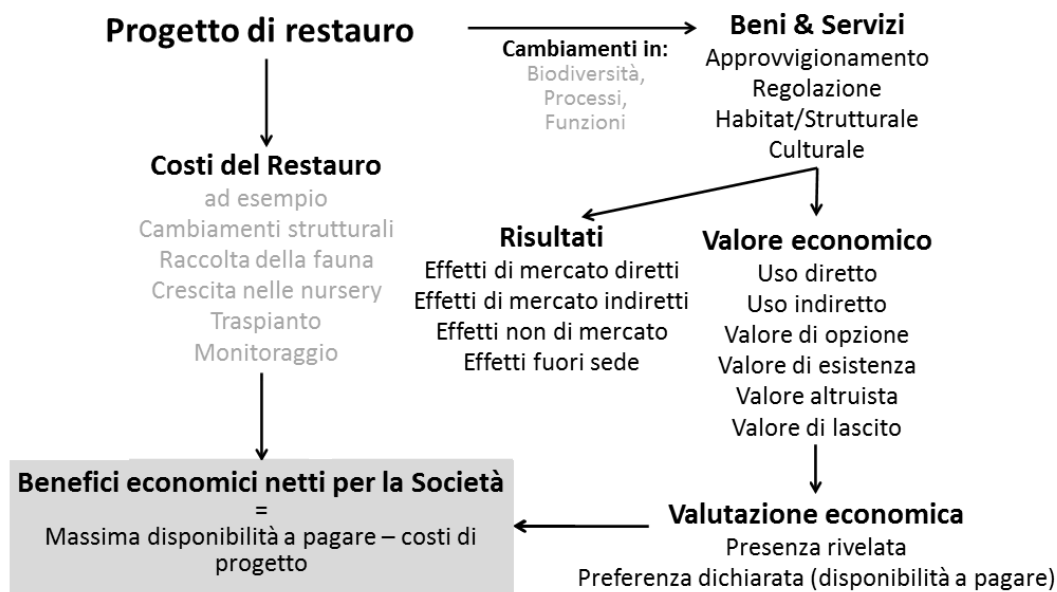 Progetto di restauro
Cambiamenti in:
Biodiversità,
Processi,
Funzioni
Beni & Servizi
Approvvigionamento
Regolazione
Habitat/Strutturale
Culturale
Costi del Restauro
ad esempio
Cambiamenti strutturali
Raccolta della fauna
Crescita nelle nursery
Traspianto
Monitoraggio
Risultati
Effetti di mercato diretti
Effetti di mercato indiretti
Effetti non di mercato
Effetti fuori sede
Valore economico
Uso diretto
Uso indiretto
Valore di opzione
Valore di esistenza
Valore altruista
Valore di lascito
Benefici economici netti per la Società
=
Massima disponibilità a pagare – costi di
progetto
Valutazione economica
Presenza rivelata
Preferenza dichiarata (disponibilità a pagare)